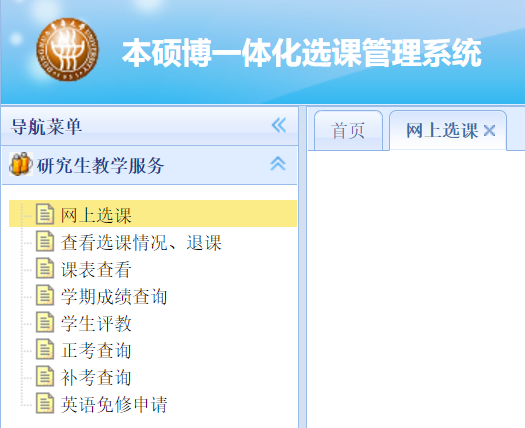 DONGHUA UNIVERSITY
1951
本硕博一体化选课管理系统
导航菜单
首页
网上选课
研究生教学服务
网上选课
查看选课情况、退课
课表查看
学期成绩查询
学生评教
正考查询
补考查询
英语免修申请